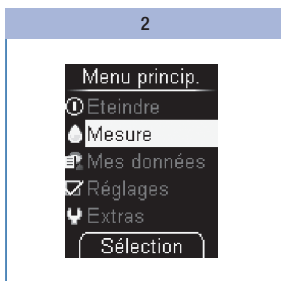 2
Menu princip.
Eteindre
Mesure
Mes données
Réglages
Extras
Sélection